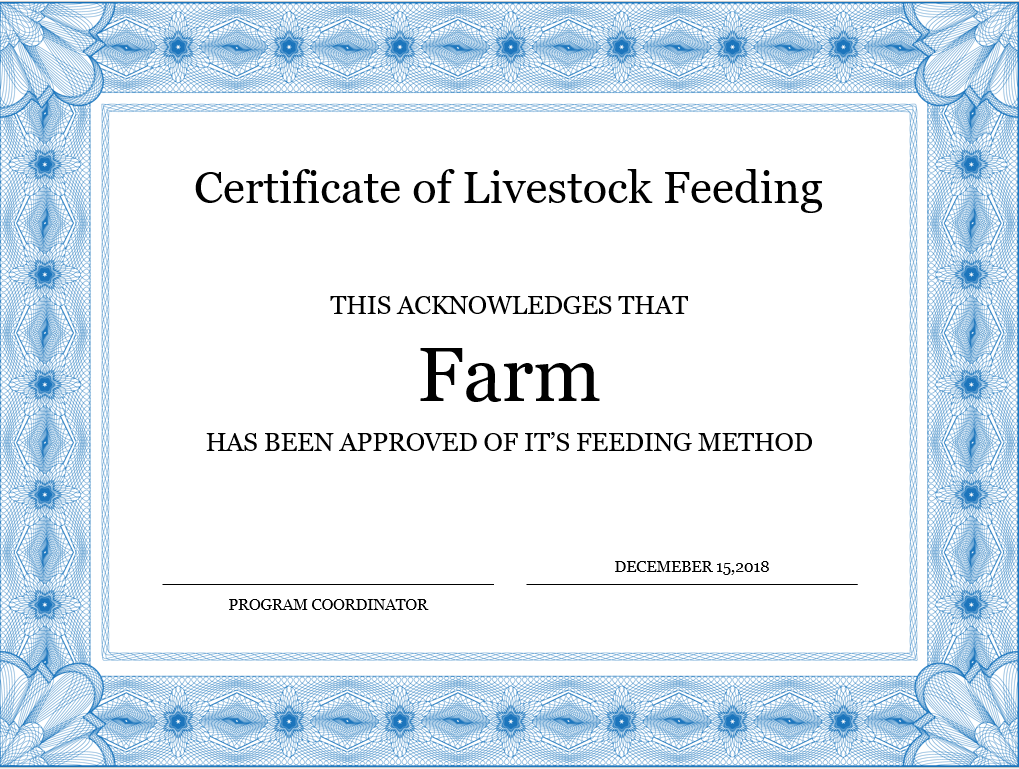 Certificate of Livestock Feeding
THIS ACKNOWLEDGES THAT
Farm
HAS BEEN APPROVED OF IT’S FEEDING METHOD
DECEMEBER 15,2018
PROGRAM COORDINATOR